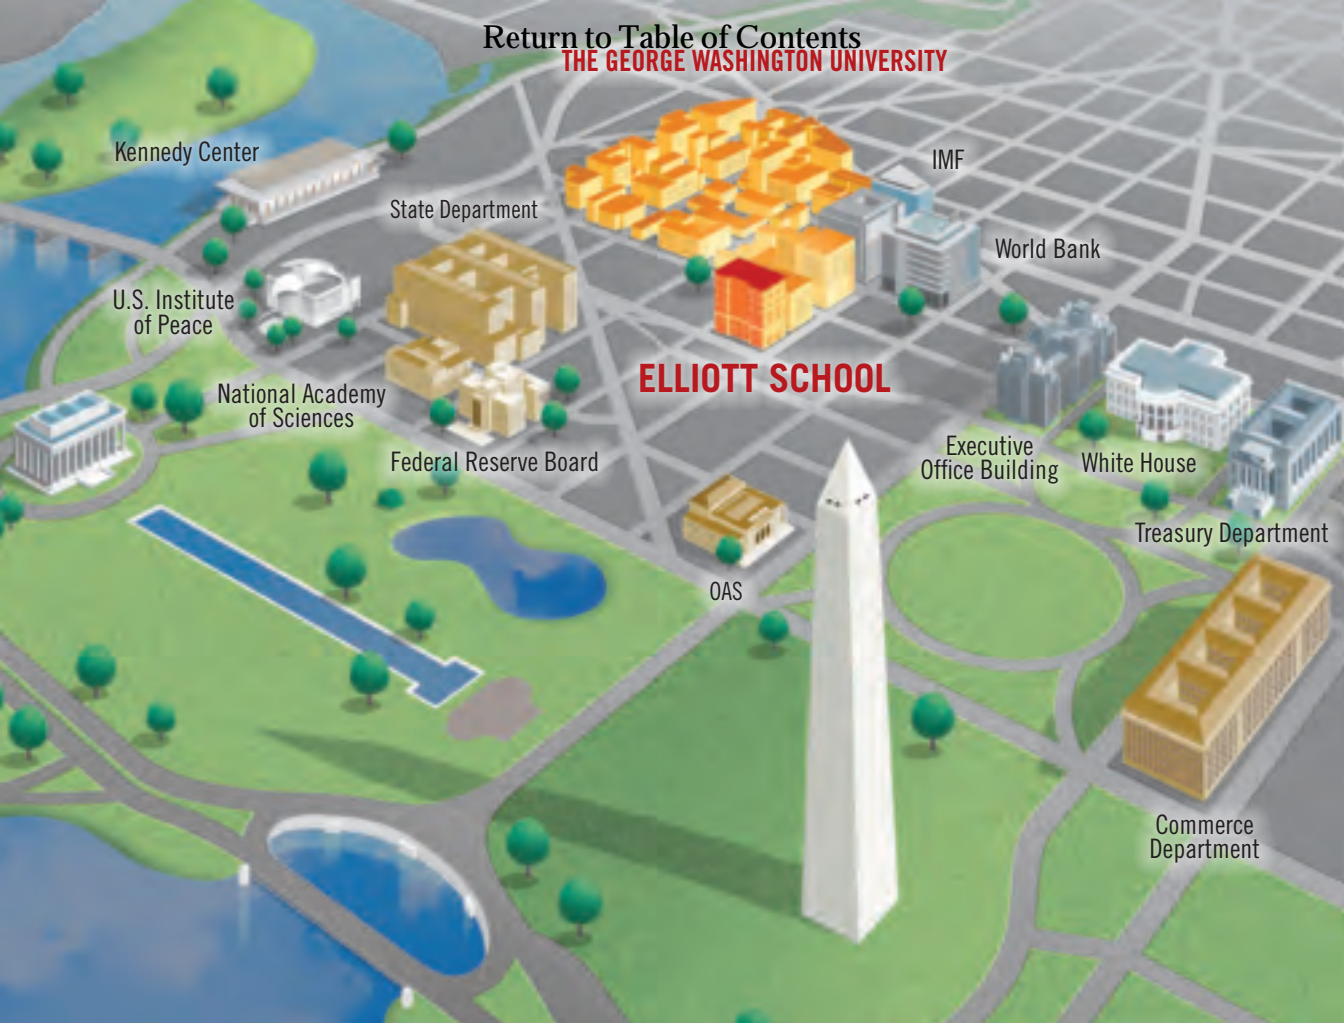 Return to Table of Contents
THE GEORGE WASHINGTON UNIVERSITY
Kennedy Center
IMF
State Department
World Bank
U.S. Institute
of Peace
ELLIOTT SCHOOL
National Academy
of Sciences
Executive
Office Building
White House
Federal Reserve Board
Treasury Department
OAS
Commerce
Department